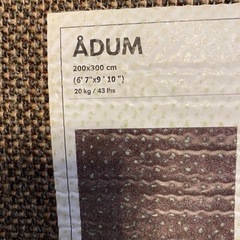 ÅDUM
200x300 cm
(6' 7"x9 ' 10 ")
20 kg / 43 lbs